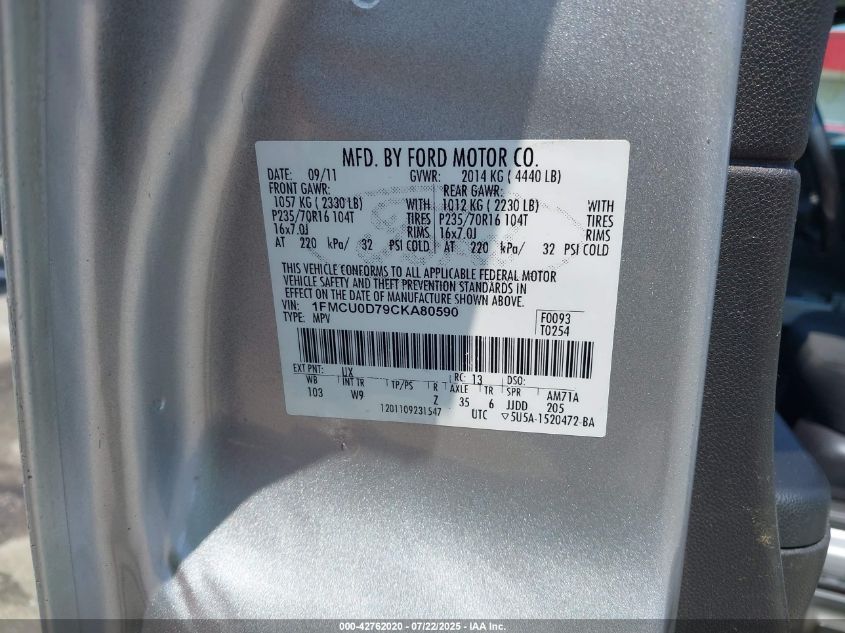 MFD. BY FORD MOTOR CO.
DATE: 09/11 GVWR: 2014 KG ( 4440 LB)
FRONT GAWR: REAR GAWR:
1057 KG ( 2330 LB) WITH 1012 KG ( 2230 LB) WITH
P235/70R16 104T TIRES P235/70R16 104T TIRES
16x7.0J RIMS 16x7.0J RIMS
AT 220 kPa/ 32 PSI COLD AT 220 kPa/ 32 PSI COLD
THIS VEHICLE CONFORMS TO ALL APPLICABLE FEDERAL MOTOR
VEHICLE SAFETY AND THEFT PREVENTION STANDARDS IN
EFFECT ON THE DATE OF MANUFACTURE SHOWN ABOVE.
VIN: 1FMCU0D79CKA80590 F0093
TYPE: MPV T0254
EXT PNT: UX RC: 13 DSO:
WB INT TR TP/PS R AXLE TR SPR AM71A
103 W9 Z 35 6 JJDD 205
1201109231547 UTC ▽5U5A-1520472-BA
000-42762020 - 07/22/2025 - IAA Inc.